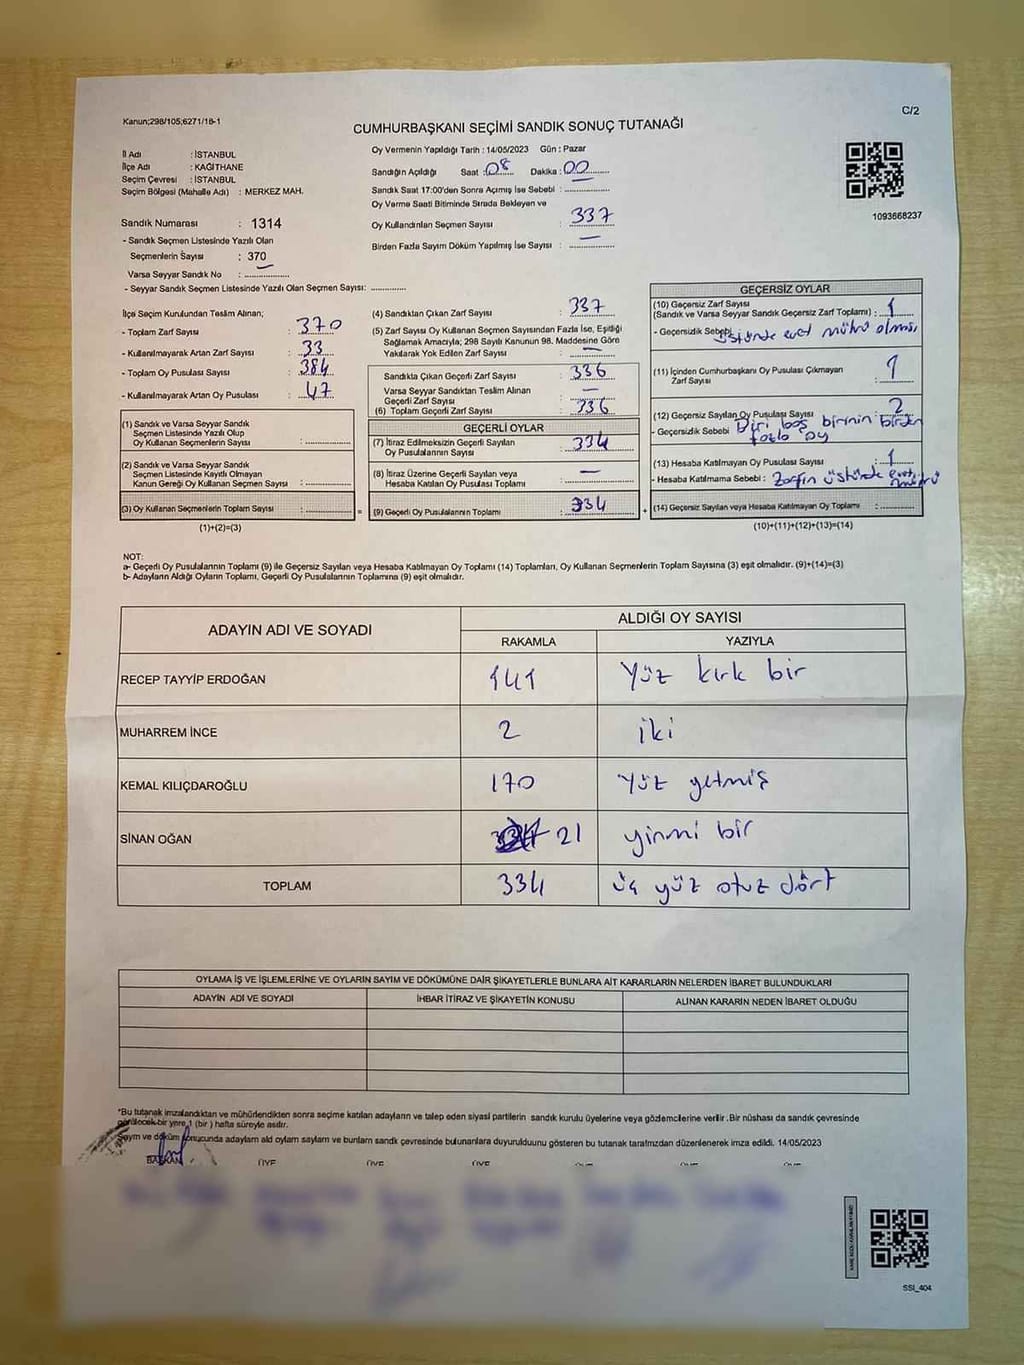 Kanun;298/105;6271/18-1
C/2
CUMHURBAŞKANI SEÇİMİ SANDIK SONUÇ TUTANAĞI
İl Adı : İSTANBUL
İlçe Adı : KAĞITHANE
Seçim Çevresi : İSTANBUL
Seçim Bölgesi (Mahalle Adı) : MERKEZ MAH.
Sandık Numarası : 1314
- Sandık Seçmen Listesinde Yazılı Olan
Seçmenlerin Sayısı : 370
Varsa Seyyar Sandık No :
- Seyyar Sandık Seçmen Listesinde Yazılı Olan Seçmen Sayısı:
Oy Vermenin Yapıldığı Tarih : 14/05/2023 Gün : Pazar
Sandığın Açıldığı Saat : 08 Dakika : 00
Sandık Saat 17:00'den Sonra Açımış İse Sebebi :
Oy Verme Saati Bitiminde Sırada Bekleyen ve
Oy Kullandırılan Seçmen Sayısı : 337
Birden Fazla Sayım Döküm Yapılmış İse Sayısı :
1093668237
İlçe Seçim Kurulundan Teslim Alınan;
- Toplam Zarf Sayısı : 370
- Kullanılmayarak Artan Zarf Sayısı : 33
- Toplam Oy Pusulası Sayısı : 384
- Kullanılmayarak Artan Oy Pusulası : 47
(1) Sandık ve Varsa Seyyar Sandık
Seçmen Listesinde Yazılı Olup
Oy Kullanan Seçmenlerin Sayısı :
(2) Sandık ve Varsa Seyyar Sandık
Seçmen Listesinde Kayıtlı Olmayan
Kanun Gereği Oy Kullanan Seçmen Sayısı :
(3) Oy Kullanan Seçmenlerin Toplam Sayısı :
(1)+(2)=(3)
(4) Sandıktan Çıkan Zarf Sayısı : 337
(5) Zarf Sayısı Oy Kullanan Seçmen Sayısından Fazla İse, Eşitliği
Sağlamak Amacıyla; 298 Sayılı Kanunun 98. Maddesine Göre
Yakılarak Yok Edilen Zarf Sayısı : —
Sandıkta Çıkan Geçerli Zarf Sayısı : 336
Varsa Seyyar Sandıktan Teslim Alınan
Geçerli Zarf Sayısı : —
(6) Toplam Geçerli Zarf Sayısı : 336
GEÇERLİ OYLAR
(7) İtiraz Edilmeksizin Geçerli Sayılan
Oy Pusulalarının Sayısı : 334
(8) İtiraz Üzerine Geçerli Sayılan veya
Hesaba Katılan Oy Pusulası Toplamı : —
= (9) Geçerli Oy Pusulalarının Toplamı : 334 +
GEÇERSİZ OYLAR
(10) Geçersiz Zarf Sayısı
(Sandık ve Varsa Seyyar Sandık Geçersiz Zarf Toplamı) : 1
- Geçersizlik Sebebi : üstünde evet mührü olması
(11) İçinden Cumhurbaşkanı Oy Pusulası Çıkmayan
Zarf Sayısı : 1
(12) Geçersiz Sayılan Oy Pusulası Sayısı : 2
- Geçersizlik Sebebi Biri boş birinin birden
fazla oy
(13) Hesaba Katılmayan Oy Pusulası Sayısı : 1
- Hesaba Katılmama Sebebi : Zarfın üstünde evet
mührü
(14) Geçersiz Sayılan veya Hesaba Katılmayan Oy Toplamı :
(10)+(11)+(12)+(13)=(14)
NOT:
a- Geçerli Oy Pusulalarının Toplamı (9) ile Geçersiz Sayılan veya Hesaba Katılmayan Oy Toplamı (14) Toplamları, Oy Kullanan Seçmenlerin Toplam Sayısına (3) eşit olmalıdır. (9)+(14)=(3)
b- Adayların Aldığı Oyların Toplamı, Geçerli Oy Pusulalarının Toplamına (9) eşit olmalıdır.
ADAYIN ADI VE SOYADI ALDIĞI OY SAYISI
RAKAMLA YAZIYLA
RECEP TAYYİP ERDOĞAN 141 Yüz kırk bir
MUHARREM İNCE 2 iki
KEMAL KILIÇDAROĞLU 170 Yüz yetmiş
SİNAN OĞAN 21 yirmi bir
TOPLAM 334 üç yüz otuz dört
OYLAMA İŞ VE İŞLEMLERİNE VE OYLARIN SAYIM VE DÖKÜMÜNE DAİR ŞİKAYETLERLE BUNLARA AİT KARARLARIN NELERDEN İBARET BULUNDUKLARI
ADAYIN ADI VE SOYADI İHBAR İTİRAZ VE ŞİKAYETİN KONUSU ALINAN KARARIN NEDEN İBARET OLDUĞU
*Bu tutanak imzalandıktan ve mühürlendikten sonra seçime katılan adayların ve talep eden siyasi partilerin sandık kurulu üyelerine veya gözlemcilerine verilir.Bir nüshası da sandık çevresinde
görülecek bir yere 1 (bir ) hafta süreyle asılır.
Sayım ve döküm sonucunda adayların aldı oyların sayların ve bunların sandık çevresinde bulunanlara duyurulduunu gösteren bu tutanak tarafmzdan düzenlenerek imza edildi. 14/05/2023
BAŞKAN ÜYE ÜYE ÜYE ÜYE ÜYE ÜYE
SSI_404